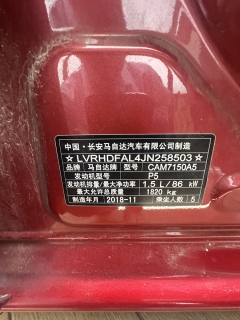 中国·长安马自达汽车有限公司制造
★LVRHDFAL4JN258503★
品牌 马自达牌 型号 CAM7150A5
发动机型号 P5
发动机排量/最大净功率 1.5 L/86 kW
最大允许总质量 1820 kg
制造年月 2018-11 乘坐人数 5